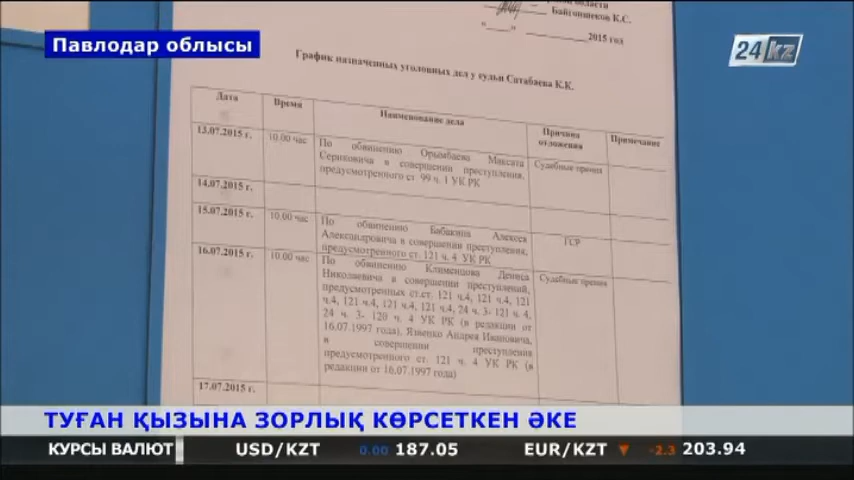 области
Байгоншеков К.С.
"____" ____________2015 год
Павлодар облысы
24kz
График назначенных уголовных дел у судьи Сатабаева К.К.
Дата Время Наименование дела Причина отложения Примечание
13.07.2015 г. 10.00 час По обвинению Орымбаева Максата Судебные прения
Сериковича в совершении преступления,
предусмотренного ст. 99 ч. 1 УК РК
14.07.2015 г.
15.07.2015 г. 10.00 час По обвинению Бабакина Алексея ГСР
Александровича в совершении преступления,
предусмотренного ст. 121 ч. 4 УК РК
16.07.2015 г. 10.00 час По обвинению Клименцова Дениса Судебные прения
Николаевича в совершении преступлений,
предусмотренных ст.ст. 121 ч.4, 121 ч.4, 121
ч.4, 121 ч.4, 121 ч.4, 121 ч.4, 24 ч. 3- 121 ч. 4,
24 ч. 3- 120 ч. 4 УК РК (в редакции от
16.07.1997 года), Язвенко Андрея Ивановича,
в совершении преступления
предусмотренного ст. 121 ч. 4 УК РК (в
редакции от 16.07.1997 года)
17.07.2015 г.
ТУҒАН ҚЫЗЫНА ЗОРЛЫҚ КӨРСЕТКЕН ӘКЕ
КУРСЫ ВАЛЮТ USD/KZT 0.00 187.05 EUR/KZT ▼ -2.3 203.94